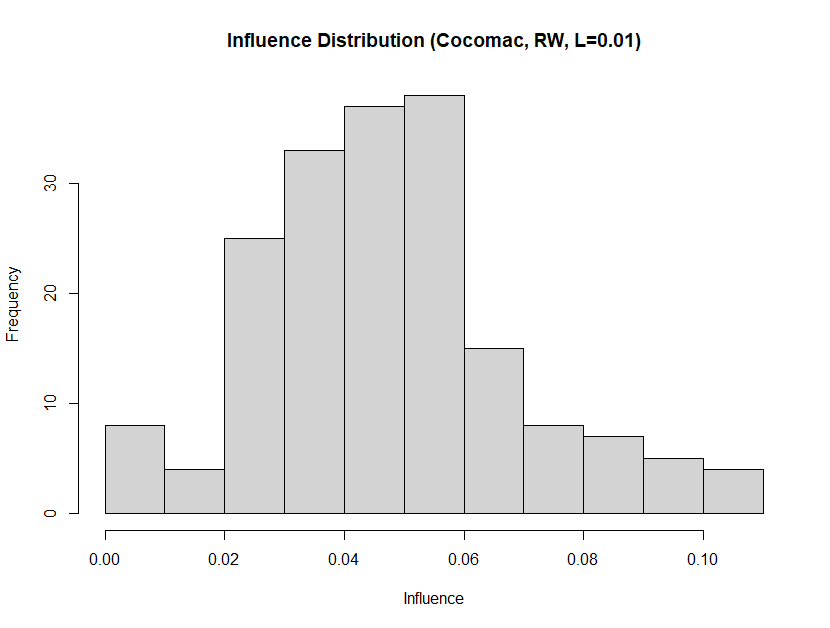 Influence Distribution (Cocomac, RW, L=0.01)
Frequency
30
20
10
0
0.00 0.02 0.04 0.06 0.08 0.10
Influence